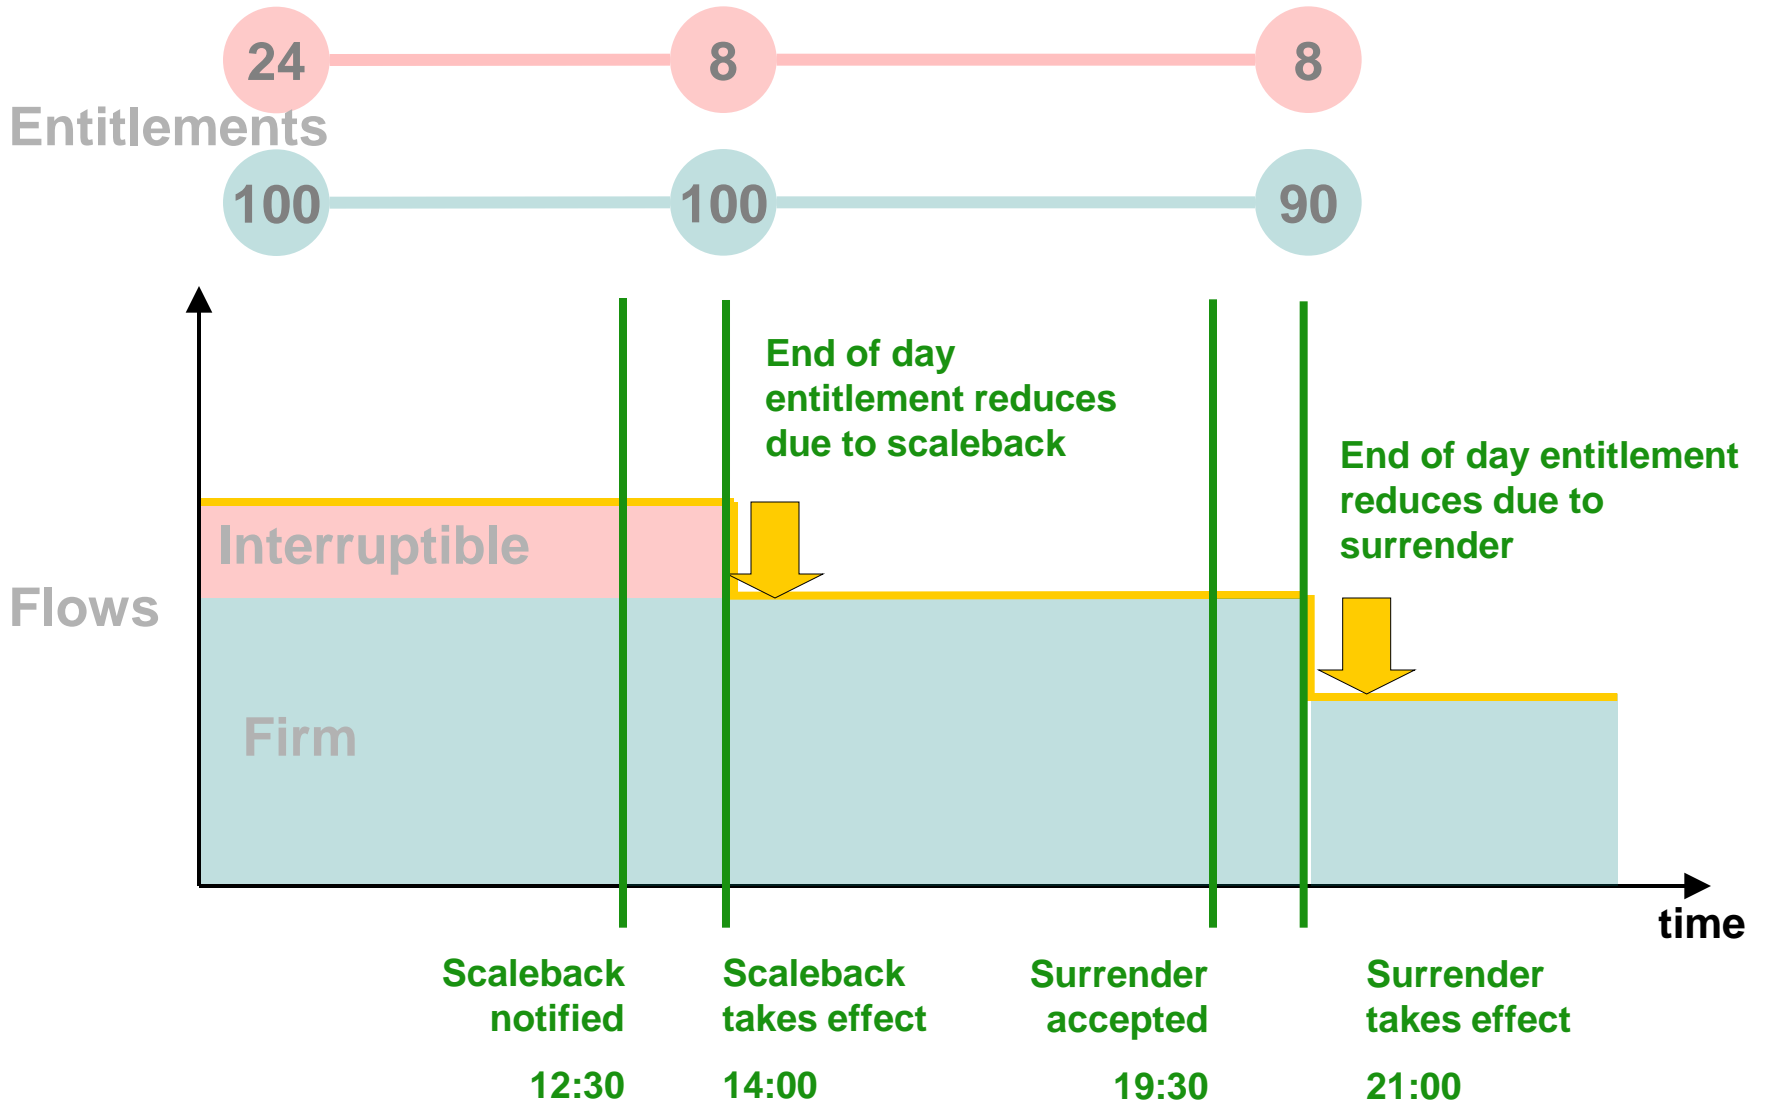 24
8
8
Entitlements
100
100
90
End of day
entitlement reduces
due to scaleback
End of day entitlement
reduces due to
surrender
Interruptible
Flows
Firm
time
Scaleback
notified
12:30
Scaleback
takes effect
14:00
Surrender
accepted
19:30
Surrender
takes effect
21:00